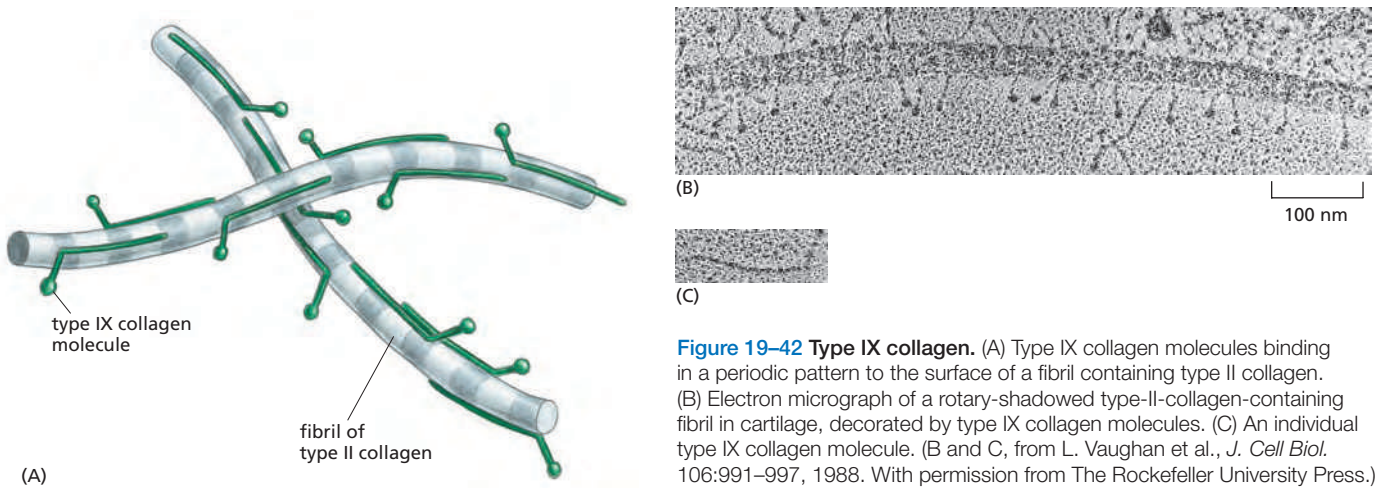 type IX collagen
molecule
fibril of
type II collagen
(A)
(B)
100 nm
(C)
Figure 19–42 Type IX collagen. (A) Type IX collagen molecules binding
in a periodic pattern to the surface of a fibril containing type II collagen.
(B) Electron micrograph of a rotary-shadowed type-II-collagen-containing
fibril in cartilage, decorated by type IX collagen molecules. (C) An individual
type IX collagen molecule. (B and C, from L. Vaughan et al., J. Cell Biol.
106:991–997, 1988. With permission from The Rockefeller University Press.)